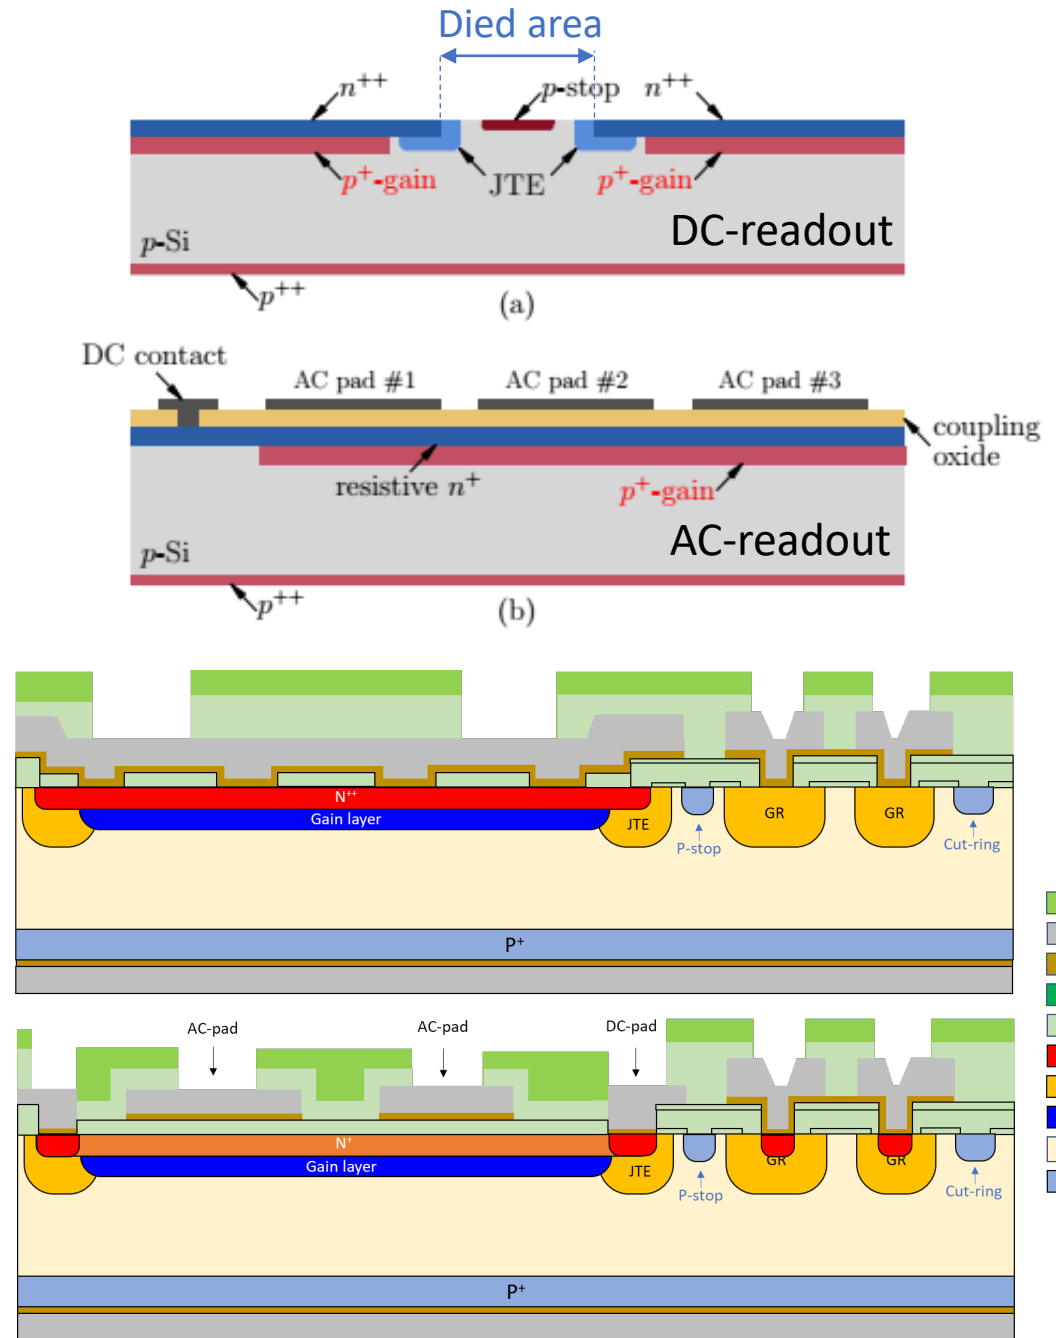 Died area
n++
p-stop
n++
p+-gain
JTE
p+-gain
p-Si
DC-readout
p++
(a)
DC contact
AC pad #1
AC pad #2
AC pad #3
coupling
oxide
resistive n+
p+-gain
p-Si
AC-readout
p++
(b)
N++
Gain layer
JTE
P-stop
GR
GR
Cut-ring
P+
AC-pad
AC-pad
DC-pad
N+
Gain layer
JTE
P-stop
GR
GR
Cut-ring
P+